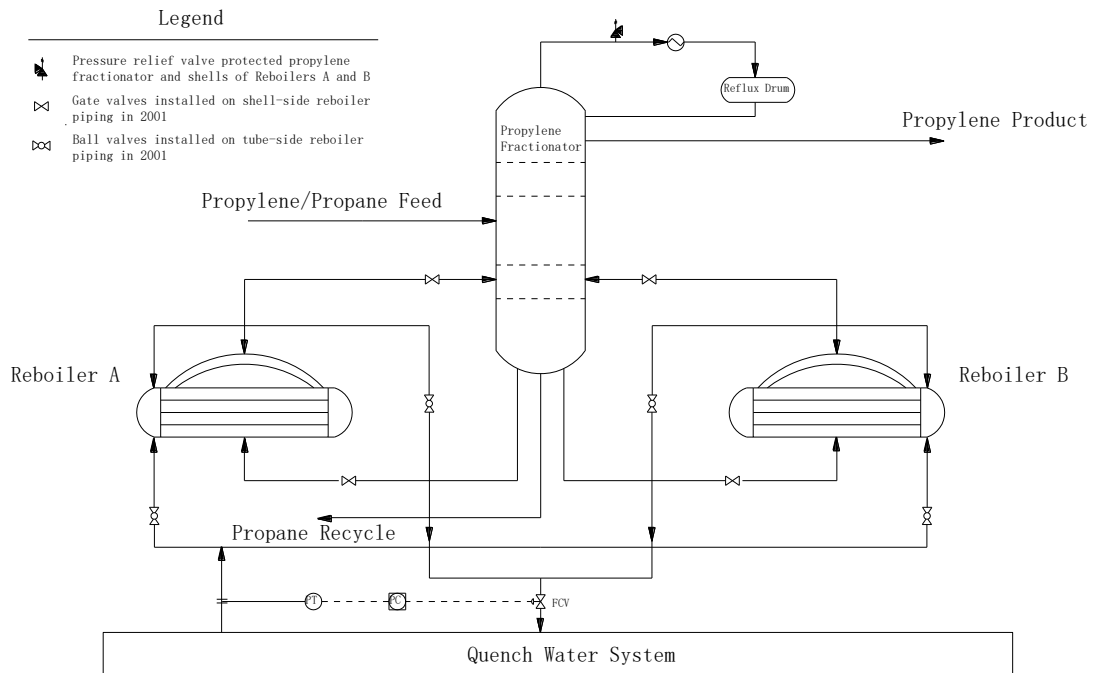 Legend
Pressure relief valve protected propylene
fractionator and shells of Reboilers A and B
Gate valves installed on shell-side reboiler
piping in 2001
Ball valves installed on tube-side reboiler
piping in 2001
Reflux Drum
Propylene
Fractionator
Propylene Product
Propylene/Propane Feed
Reboiler A
Reboiler B
Propane Recycle
PT
PC
FCV
Quench Water System